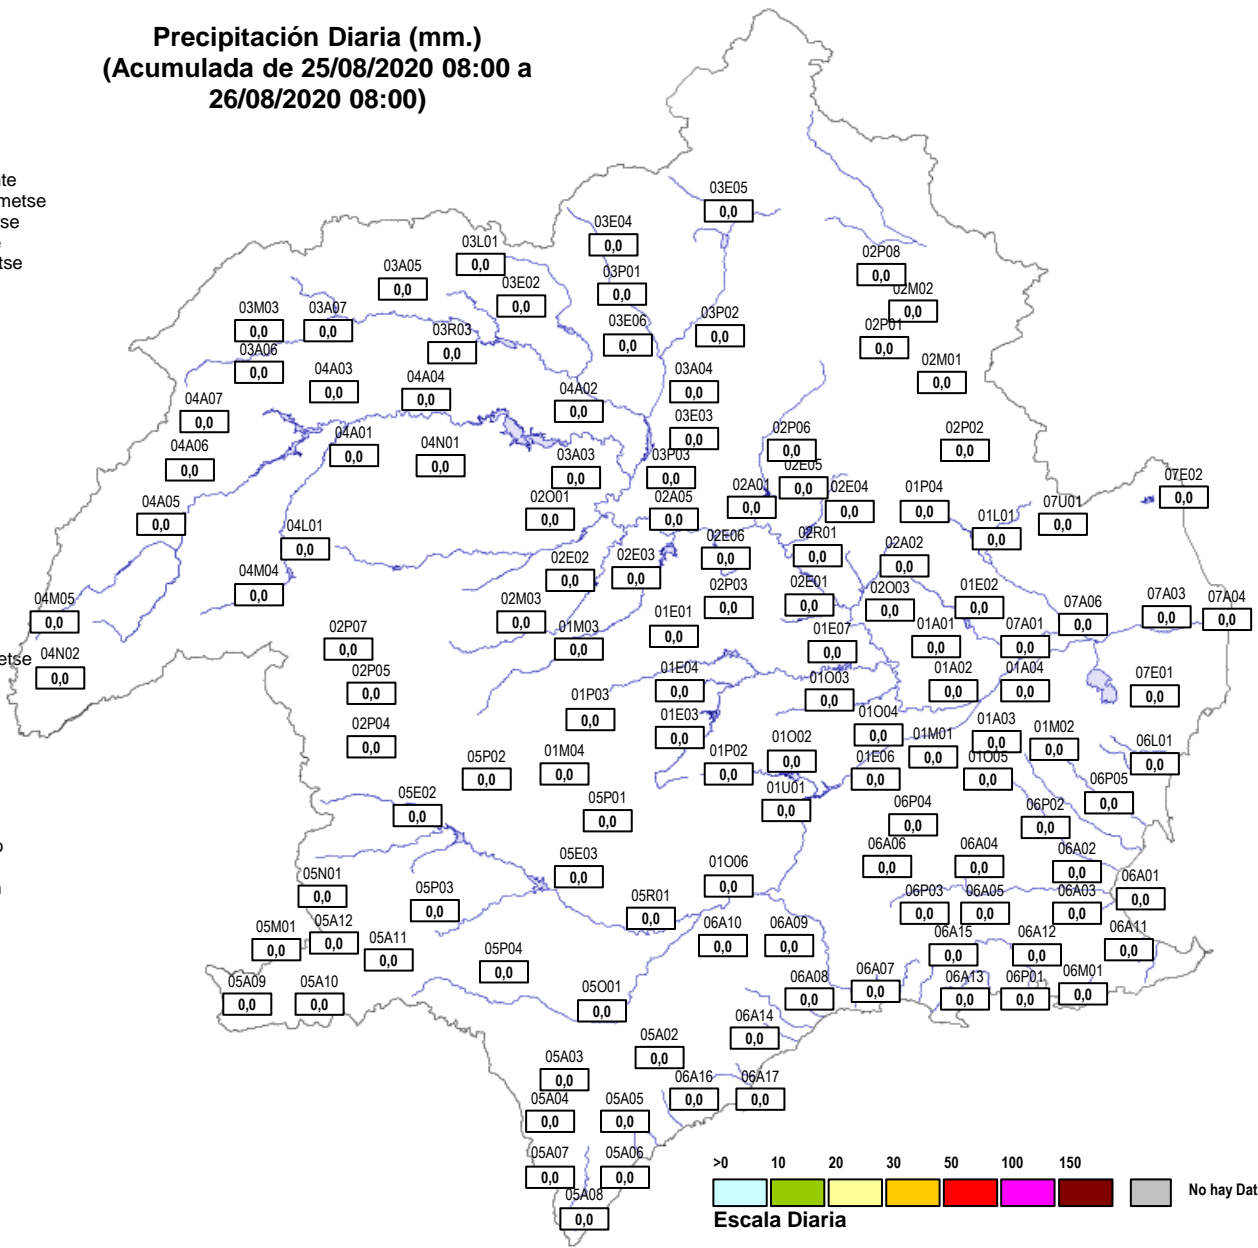 Precipitación Diaria (mm.)
(Acumulada de 25/08/2020 08:00 a
26/08/2020 08:00)
te
metse
se
tse
etse
03E05
0,0
03E04
0,0
03L01
0,0
02P08
0,0
03A05
0,0
03P01
0,0
03E02
0,0
02M02
0,0
03M03
0,0
03A07
0,0
03P02
0,0
03E06
0,0
02P01
0,0
03R03
0,0
03A06
0,0
02M01
0,0
04A03
0,0
03A04
0,0
04A04
0,0
04A02
0,0
04A07
0,0
03E03
0,0
02P06
0,0
02P02
0,0
04A01
0,0
04N01
0,0
04A06
0,0
03A03
0,0
03P03
0,0
02E05
0,0
07E02
0,0
02A01
0,0
02E04
0,0
01P04
0,0
02O01
0,0
02A05
0,0
04A05
0,0
07U01
0,0
01L01
0,0
04L01
0,0
02R01
0,0
02E06
0,0
02A02
0,0
02E03
0,0
02E02
0,0
04M04
0,0
02E01
0,0
02P03
0,0
01E02
0,0
02O03
0,0
07A03
0,0
07A04
0,0
04M05
0,0
02M03
0,0
07A06
0,0
01E01
0,0
01M03
0,0
02P07
0,0
01E07
0,0
01A01
0,0
07A01
0,0
04N02
0,0
02P05
0,0
01E04
0,0
01O03
0,0
01A02
0,0
01A04
0,0
07E01
0,0
01P03
0,0
01E03
0,0
01O04
0,0
01A03
0,0
02P04
0,0
01M02
0,0
01M01
0,0
01O02
0,0
06L01
0,0
05P02
0,0
01M04
0,0
01P02
0,0
01E06
0,0
01O05
0,0
06P05
0,0
01U01
0,0
05E02
0,0
05P01
0,0
06P04
0,0
06P02
0,0
06A06
0,0
06A04
0,0
06A02
0,0
05E03
0,0
01O06
0,0
05N01
0,0
06A01
0,0
05P03
0,0
06P03
0,0
06A05
0,0
06A03
0,0
05R01
0,0
05M01
0,0
05A12
0,0
06A10
0,0
06A09
0,0
06A11
0,0
05A11
0,0
06A15
0,0
06A12
0,0
05P04
0,0
05A09
0,0
05A10
0,0
06A07
0,0
06A08
0,0
06A13
0,0
06P01
0,0
06M01
0,0
05O01
0,0
06A14
0,0
05A02
0,0
05A03
0,0
06A16
0,0
06A17
0,0
05A04
0,0
05A05
0,0
05A07
0,0
05A06
0,0
05A08
0,0
>0 10 20 30 50 100 150
No hay Dat
Escala Diaria